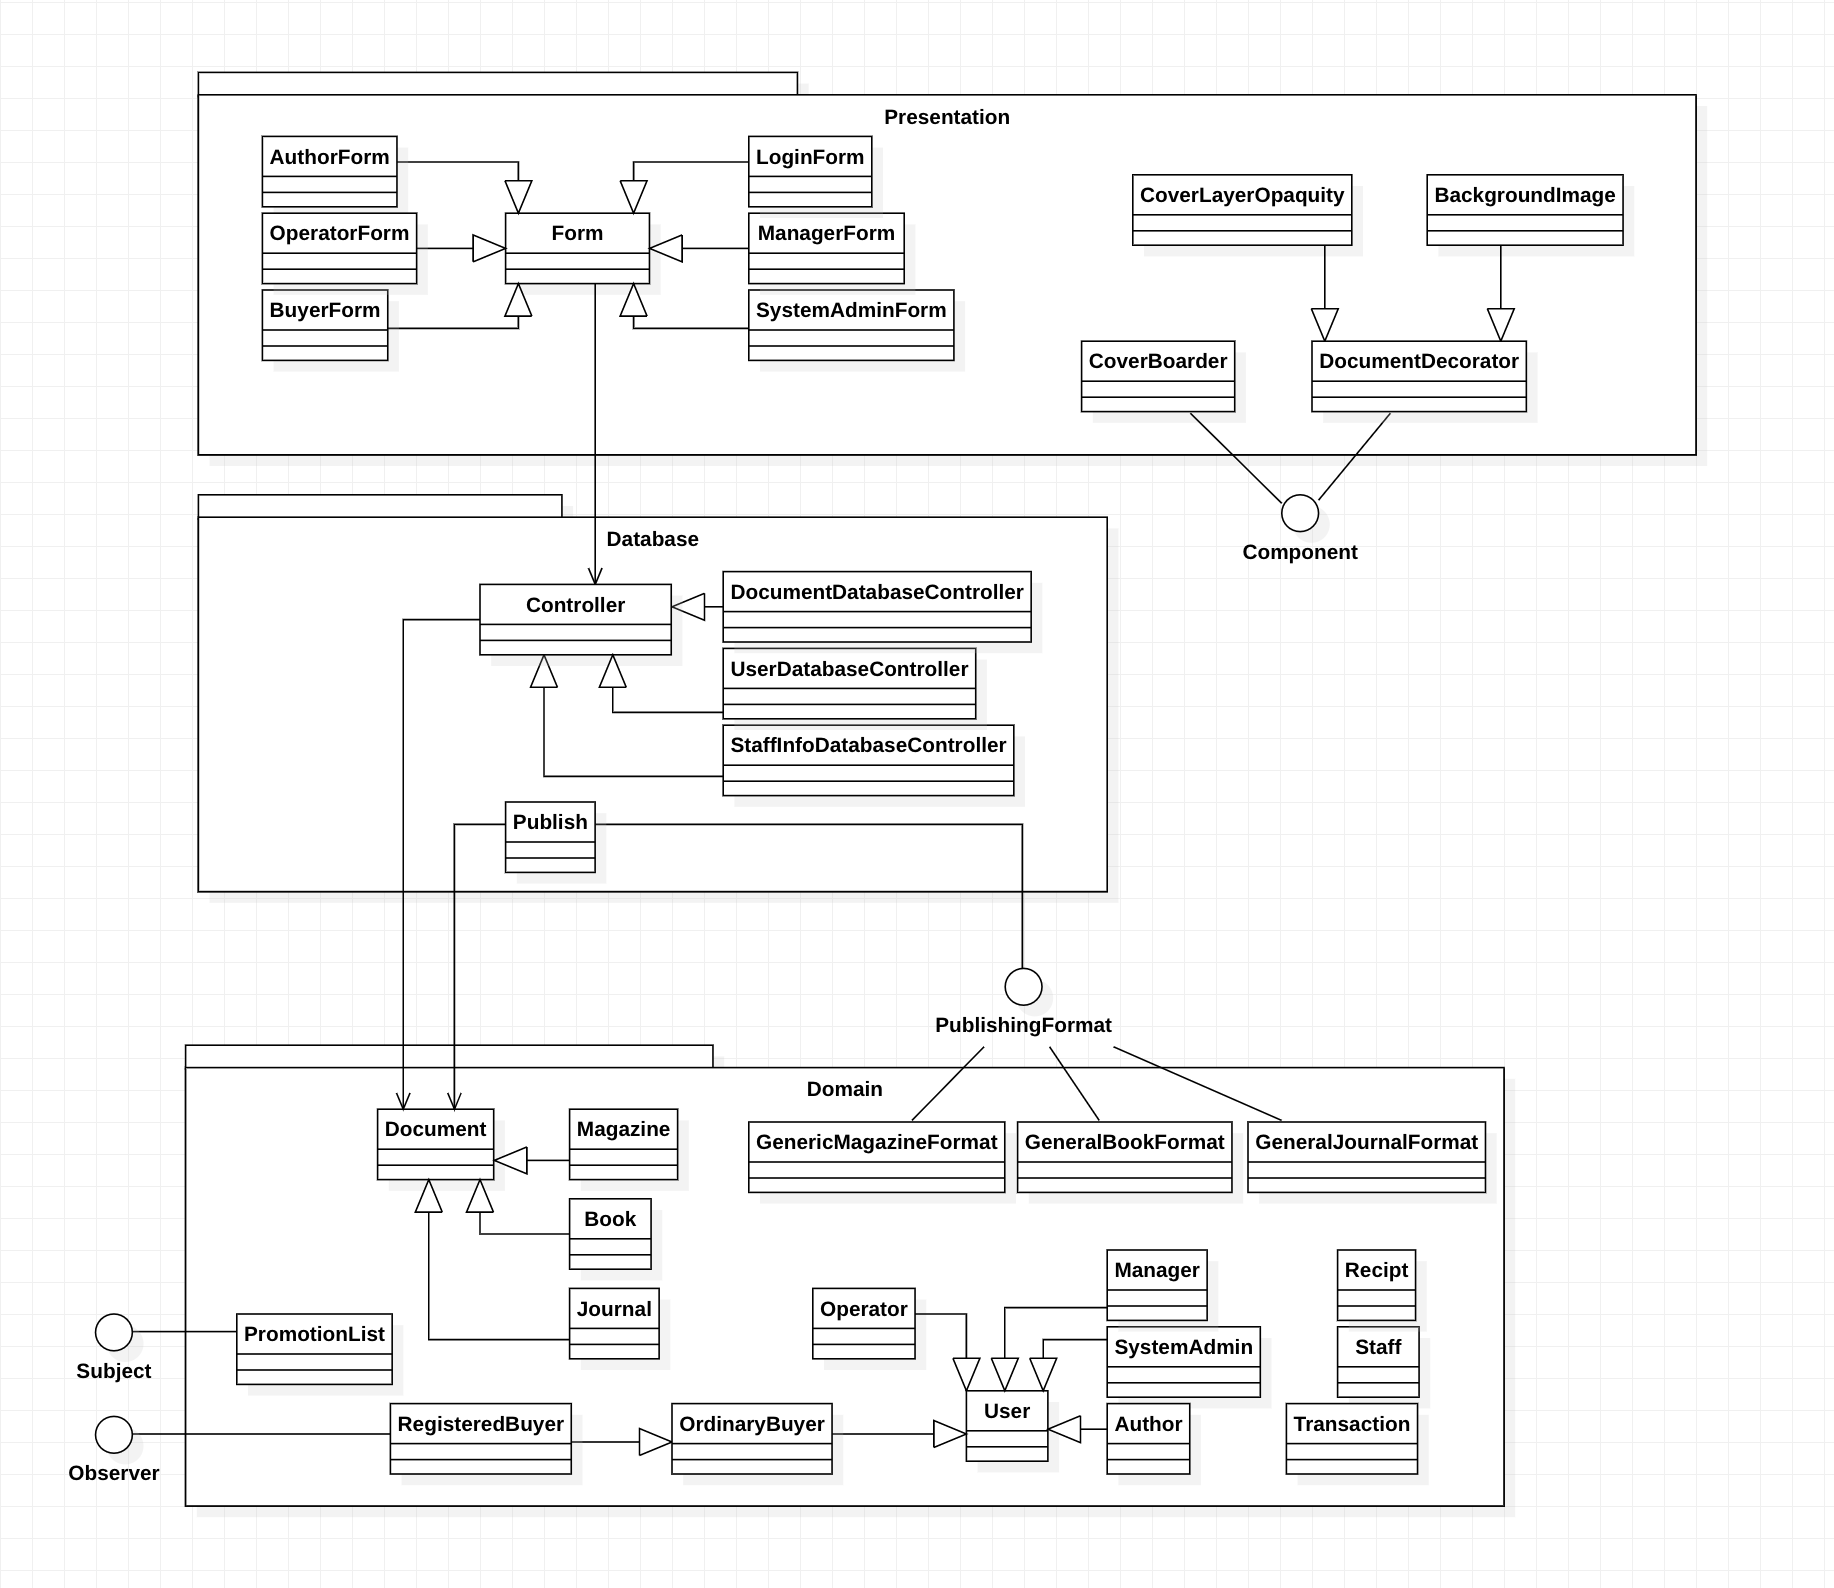 Presentation
AuthorForm
LoginForm
OperatorForm
Form
ManagerForm
BuyerForm
SystemAdminForm
CoverLayerOpaquity
BackgroundImage
CoverBoarder
DocumentDecorator
Component
Database
Controller
DocumentDatabaseController
UserDatabaseController
StaffInfoDatabaseController
Publish
PublishingFormat
Domain
Document
Magazine
GenericMagazineFormat
GeneralBookFormat
GeneralJournalFormat
Book
Journal
Operator
Manager
Recipt
PromotionList
Subject
SystemAdmin
Staff
RegisteredBuyer
OrdinaryBuyer
User
Author
Transaction
Observer